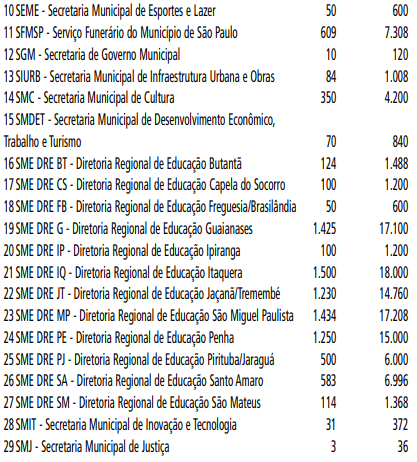 10 SEME - Secretaria Municipal de Esportes e Lazer 50 600
11 SFMSP - Serviço Funerário do Município de São Paulo 609 7.308
12 SGM - Secretaria de Governo Municipal 10 120
13 SIURB - Secretaria Municipal de Infraestrutura Urbana e Obras 84 1.008
14 SMC - Secretaria Municipal de Cultura 350 4.200
15 SMDET - Secretaria Municipal de Desenvolvimento Econômico,
Trabalho e Turismo 70 840
16 SME DRE BT - Diretoria Regional de Educação Butantã 124 1.488
17 SME DRE CS - Diretoria Regional de Educação Capela do Socorro 100 1.200
18 SME DRE FB - Diretoria Regional de Educação Freguesia/Brasilândia 50 600
19 SME DRE G - Diretoria Regional de Educação Guaianases 1.425 17.100
20 SME DRE IP - Diretoria Regional de Educação Ipiranga 100 1.200
21 SME DRE IQ - Diretoria Regional de Educação Itaquera 1.500 18.000
22 SME DRE JT - Diretoria Regional de Educação Jaçanã/Tremembé 1.230 14.760
23 SME DRE MP - Diretoria Regional de Educação São Miguel Paulista 1.434 17.208
24 SME DRE PE - Diretoria Regional de Educação Penha 1.250 15.000
25 SME DRE PJ - Diretoria Regional de Educação Pirituba/Jaraguá 500 6.000
26 SME DRE SA - Diretoria Regional de Educação Santo Amaro 583 6.996
27 SME DRE SM - Diretoria Regional de Educação São Mateus 114 1.368
28 SMIT - Secretaria Municipal de Inovação e Tecnologia 31 372
29 SMJ - Secretaria Municipal de Justiça 3 36